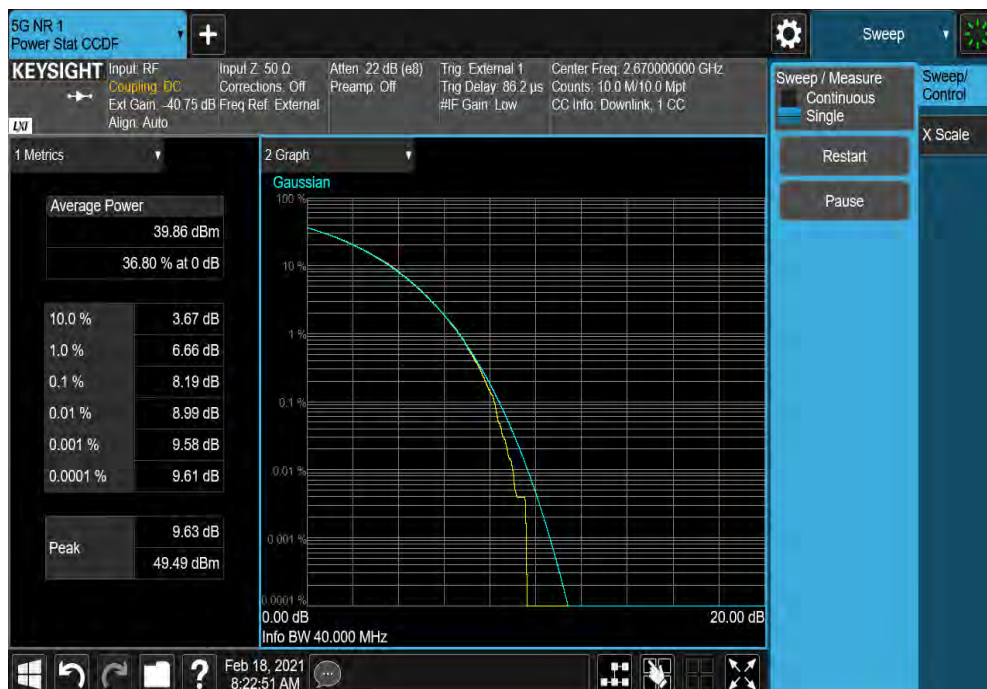 5G NR 1
Power Stat CCDF
+
Sweep
KEYSIGHT
LXI
Input: RF
Coupling: DC
Ext Gain: -40.75 dB
Align: Auto
Input Z: 50 Ω
Corrections: Off
Freq Ref: External
Atten: 22 dB (e8)
Preamp: Off
Trig: External 1
Trig Delay: 86.2 µs
#IF Gain: Low
Center Freq: 2.670000000 GHz
Counts: 10.0 M/10.0 Mpt
CC Info: Downlink, 1 CC
Sweep / Measure
Continuous
Single
Restart
Pause
Sweep/
Control
X Scale
1 Metrics
Average Power
39.86 dBm
36.80 % at 0 dB
10.0 % 3.67 dB
1.0 % 6.66 dB
0.1 % 8.19 dB
0.01 % 8.99 dB
0.001 % 9.58 dB
0.0001 % 9.61 dB
Peak
9.63 dB
49.49 dBm
2 Graph
Gaussian
100 %
10 %
1 %
0.1 %
0.01 %
0.001 %
0.0001 %
0.00 dB 20.00 dB
Info BW 40.000 MHz
?
Feb 18, 2021
8:22:51 AM